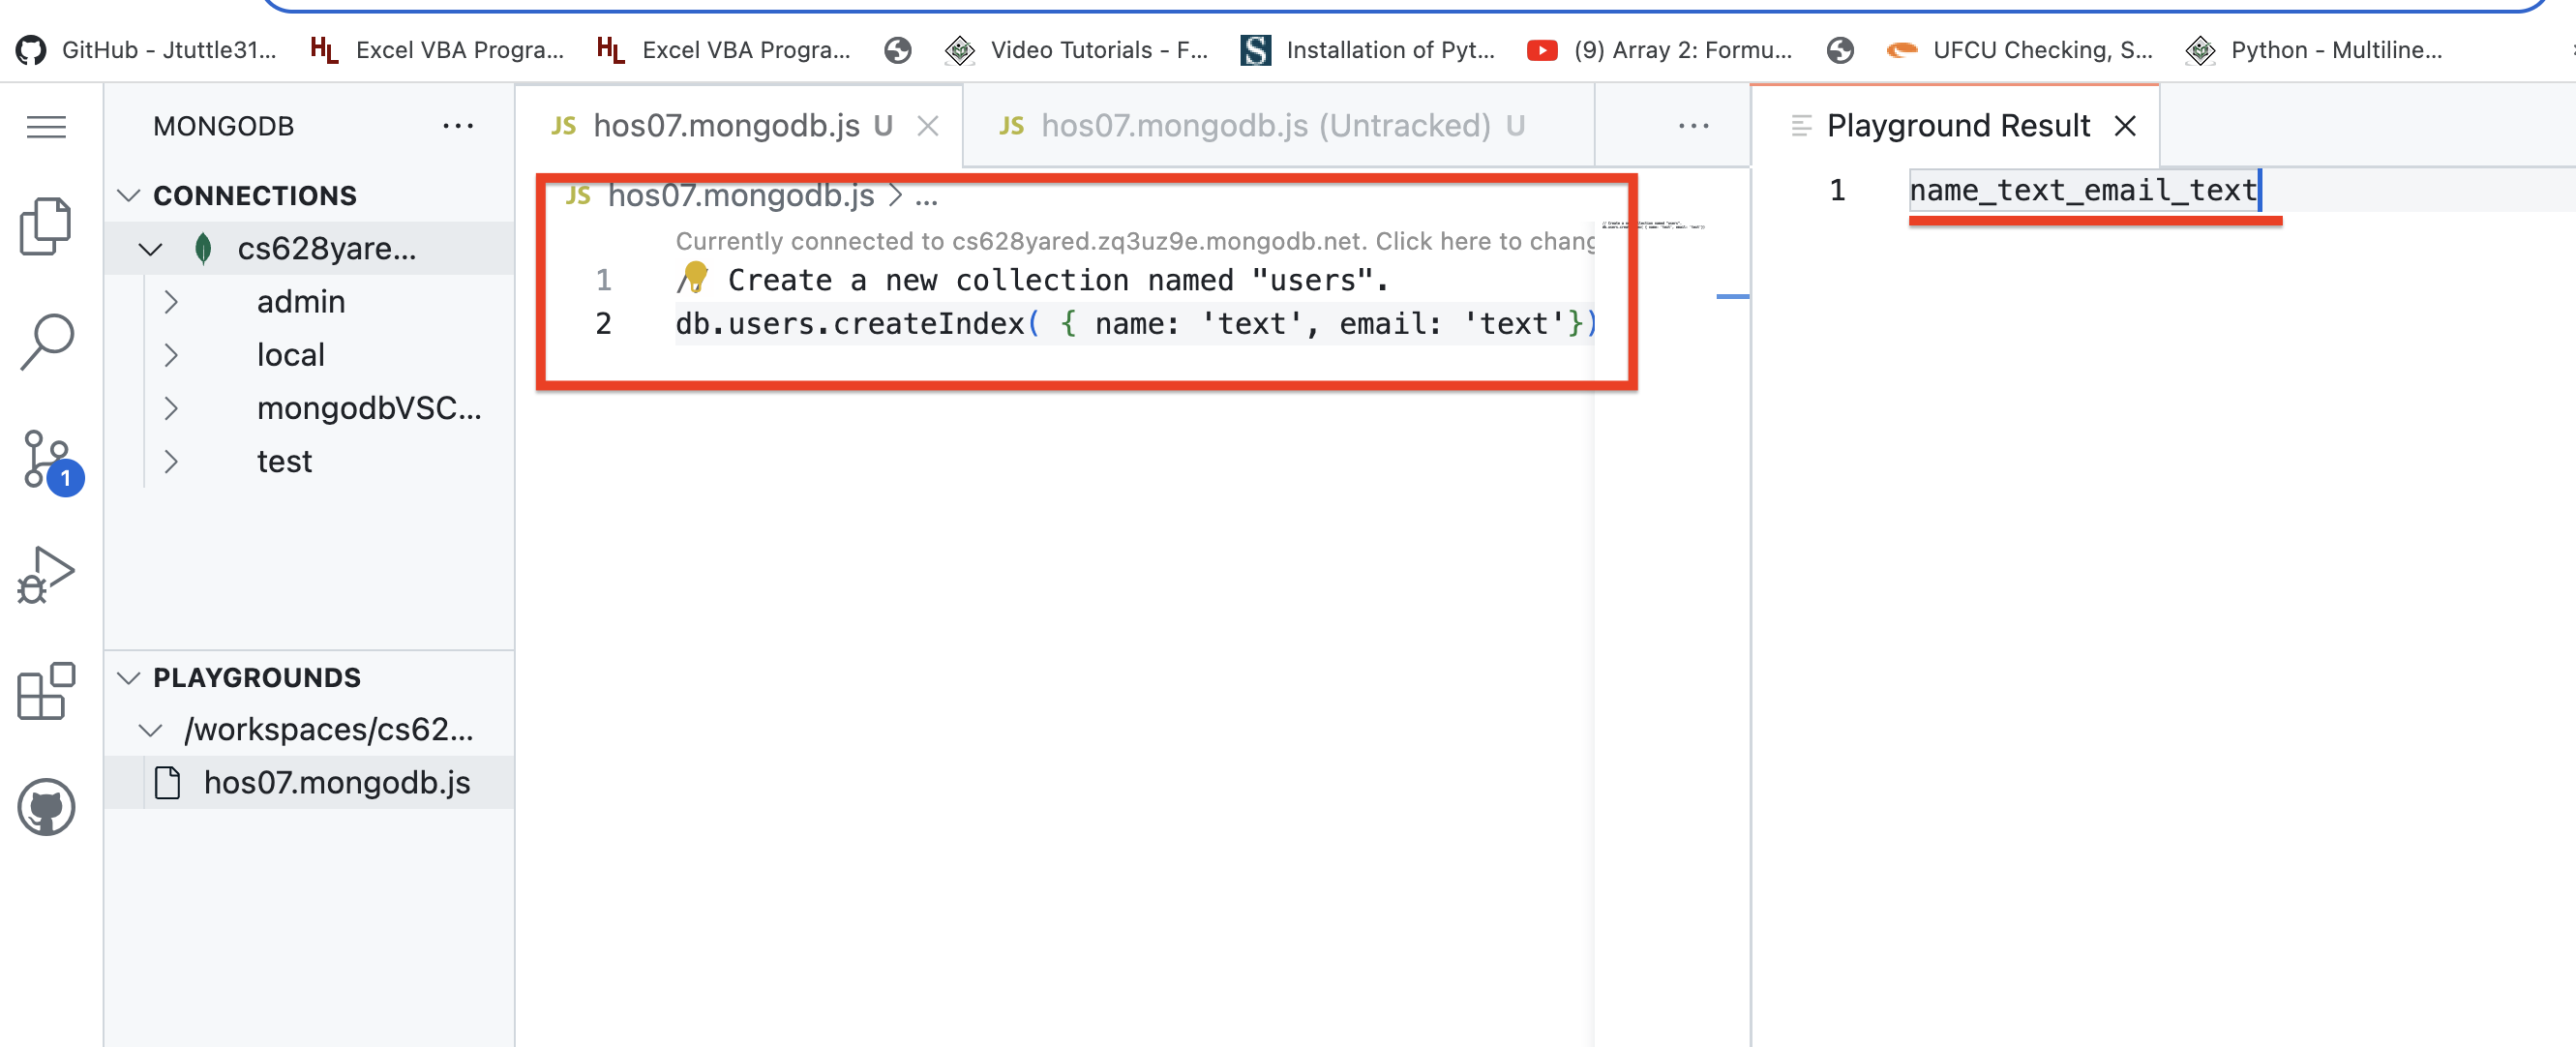 GitHub - Jtuttle31...
HL Excel VBA Progra...
HL Excel VBA Progra...
Video Tutorials - F...
S Installation of Pyt...
(9) Array 2: Formu...
UFCU Checking, S...
Python - Multiline...
MONGODB
CONNECTIONS
cs628yare...
admin
local
mongodbVSC...
test
1
PLAYGROUNDS
/workspaces/cs62...
hos07.mongodb.js
JS hos07.mongodb.js U
JS hos07.mongodb.js (Untracked) U
JS hos07.mongodb.js > ...
Currently connected to cs628yared.zq3uz9e.mongodb.net. Click here to chang
1 // Create a new collection named "users".
2 db.users.createIndex( { name: 'text', email: 'text'})
Playground Result
1 name_text_email_text